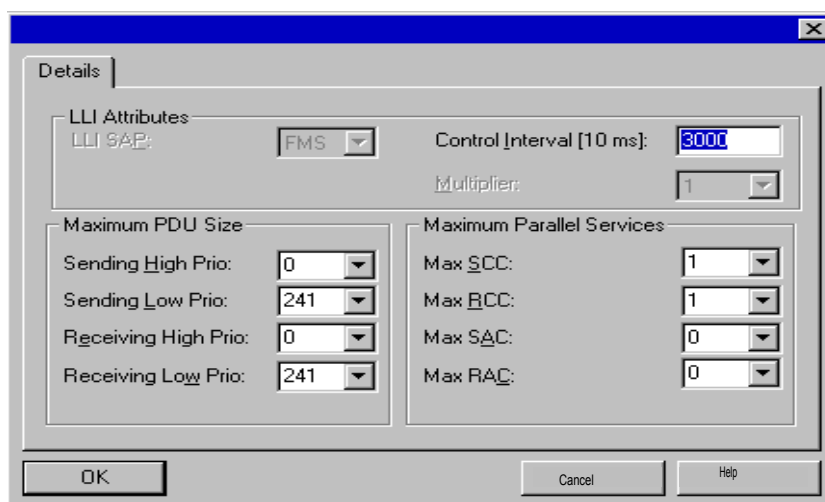 Details
LLI Attributes
LLI SAP: FMS Control Interval [10 ms]: 3000
Multiplier: 1
Maximum PDU Size
Sending High Prio: 0
Sending Low Prio: 241
Receiving High Prio: 0
Receiving Low Prio: 241
Maximum Parallel Services
Max SCC: 1
Max RCC: 1
Max SAC: 0
Max RAC: 0
OK Cancel Help